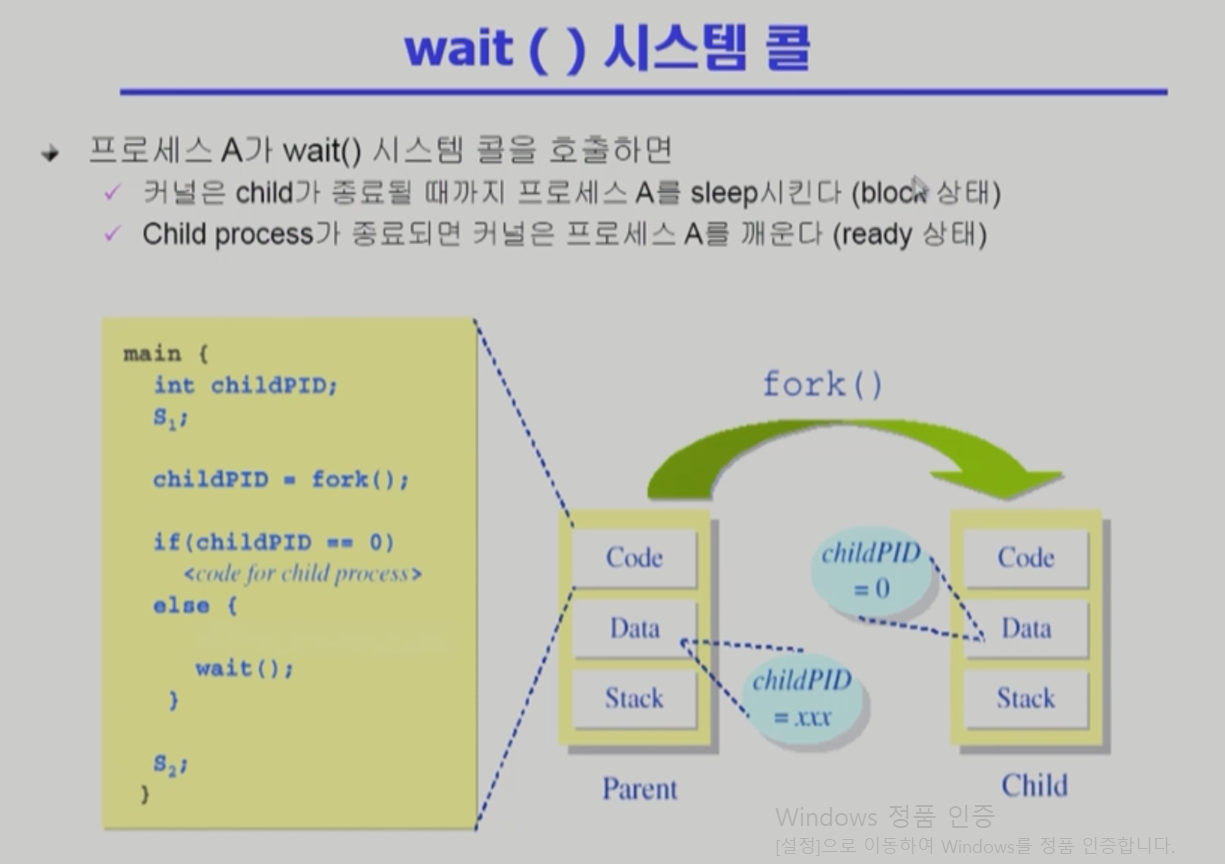 wait ( ) 시스템 콜
프로세스 A가 wait() 시스템 콜을 호출하면
✓ 커널은 child가 종료될 때까지 프로세스 A를 sleep시킨다 (block 상태)
✓ Child process가 종료되면 커널은 프로세스 A를 깨운다 (ready 상태)
main {
int childPID;
S₁;
childPID = fork();
if(childPID == 0)
<code for child process>
else {
wait();
}
S₂;
}
fork()
Code
Data
Stack
Parent
childPID
= xxx
childPID
= 0
Code
Data
Stack
Child
Windows 정품 인증
[설정]으로 이동하여 Windows를 정품 인증합니다.